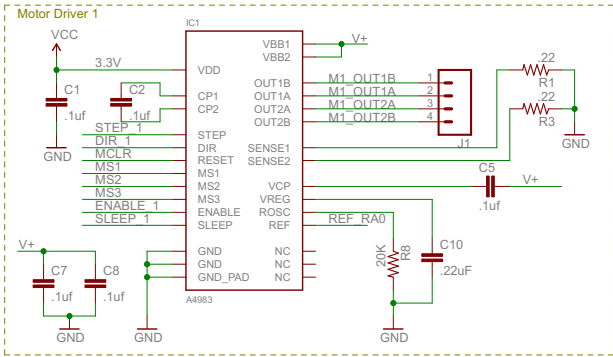 Motor Driver 1
IC1
VCC
V+
VBB1
VBB2
3.3V
VDD
.22
R1
C1
.1uf
C2
.1uf
CP1
CP2
OUT1B
OUT1A
OUT2A
OUT2B
M1_OUT1B
M1_OUT1A
M1_OUT2A
M1_OUT2B
1
2
3
4
J1
.22
R3
GND
GND
STEP_1
DIR_1
MCLR
MS1
MS2
MS3
ENABLE_1
SLEEP_1
STEP
DIR
RESET
MS1
MS2
MS3
ENABLE
SLEEP
SENSE1
SENSE2
VCP
VREG
ROSC
REF
C5
.1uf
V+
REF_RA0
V+
C7
.1uf
C8
.1uf
GND
GND
GND
GND_PAD
NC
NC
NC
20K
R8
C10
.22uF
A4983
GND
GND